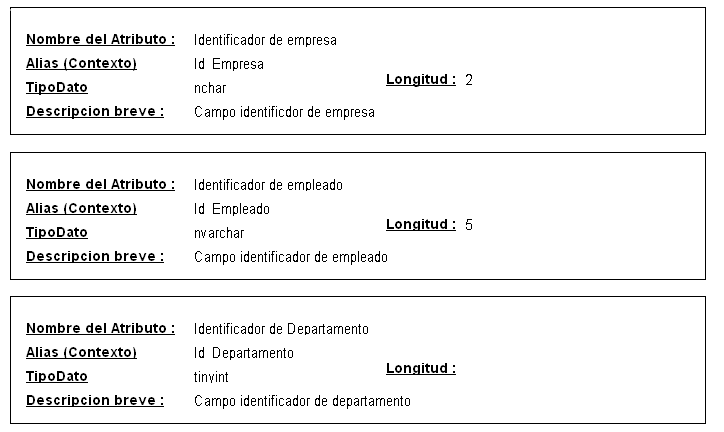 Nombre del Atributo : Identificador de empresa
Alias (Contexto) Id Empresa
TipoDato nchar Longitud : 2
Descripcion breve : Campo identificdor de empresa
Nombre del Atributo : Identificador de empleado
Alias (Contexto) Id Empleado
TipoDato nvarchar Longitud : 5
Descripcion breve : Campo identificador de empleado
Nombre del Atributo : Identificador de Departamento
Alias (Contexto) Id Departamento
TipoDato tinyint Longitud :
Descripcion breve : Campo identificador de departamento